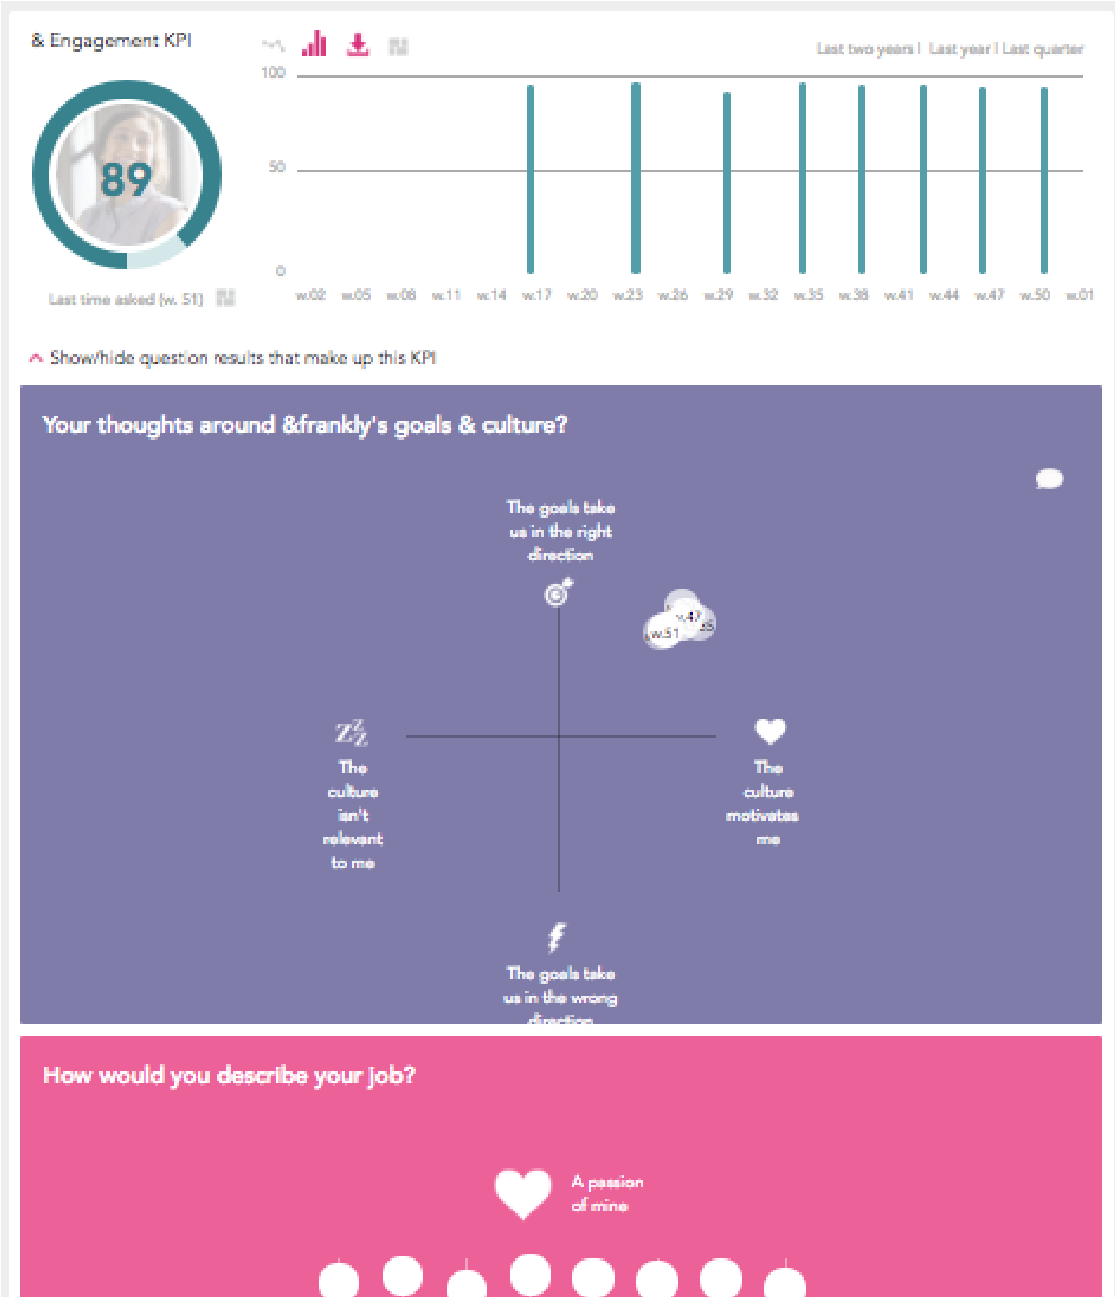 & Engagement KPI
Last two years | Last year | Last quarter
100
50
0
89
Last time asked (w. 51)
w.02 w.05 w.08 w.11 w.14 w.17 w.20 w.23 w.26 w.29 w.32 w.35 w.38 w.41 w.44 w.47 w.50 w.01
Show/hide question results that make up this KPI
Your thoughts around &frankly's goals & culture?
The goals take
us in the right
direction
w.47
w.51
The
culture
isn't
relevant
to me
The
culture
motivates
me
The goals take
us in the wrong
direction
How would you describe your job?
A passion
of mine